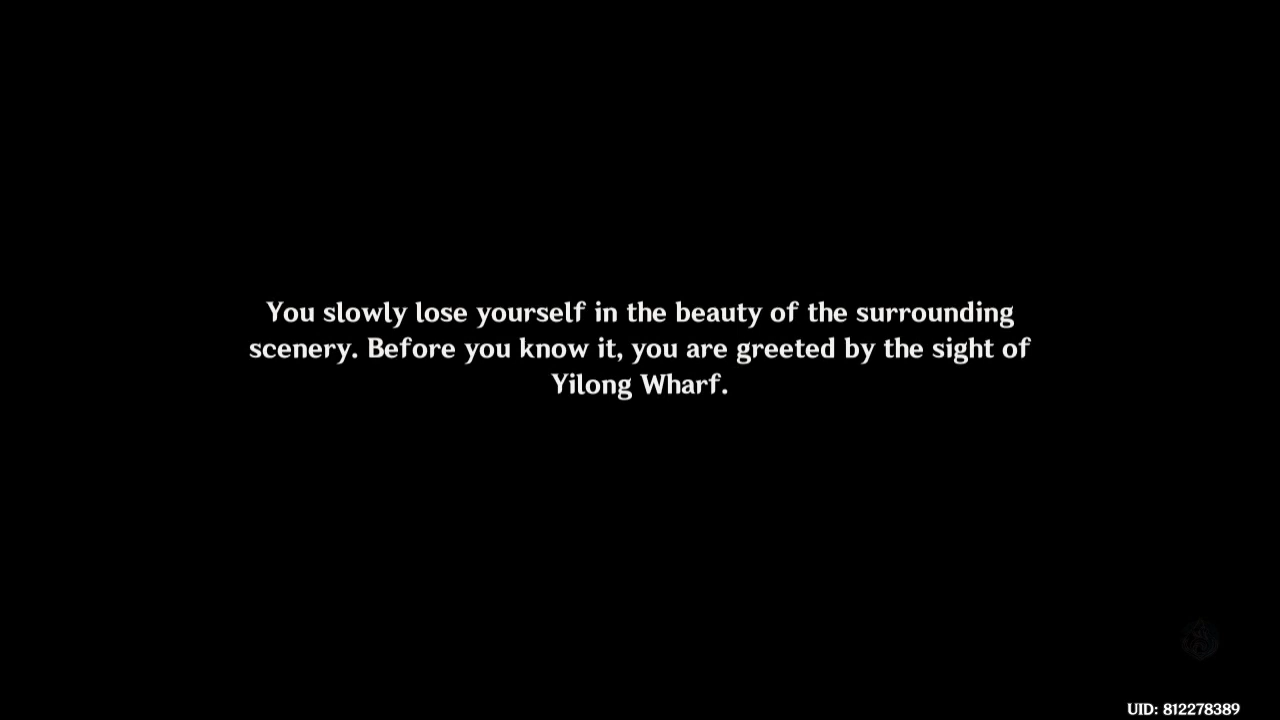 You slowly lose yourself in the beauty of the surrounding
scenery. Before you know it, you are greeted by the sight of
Yilong Wharf.
UID: 812278389